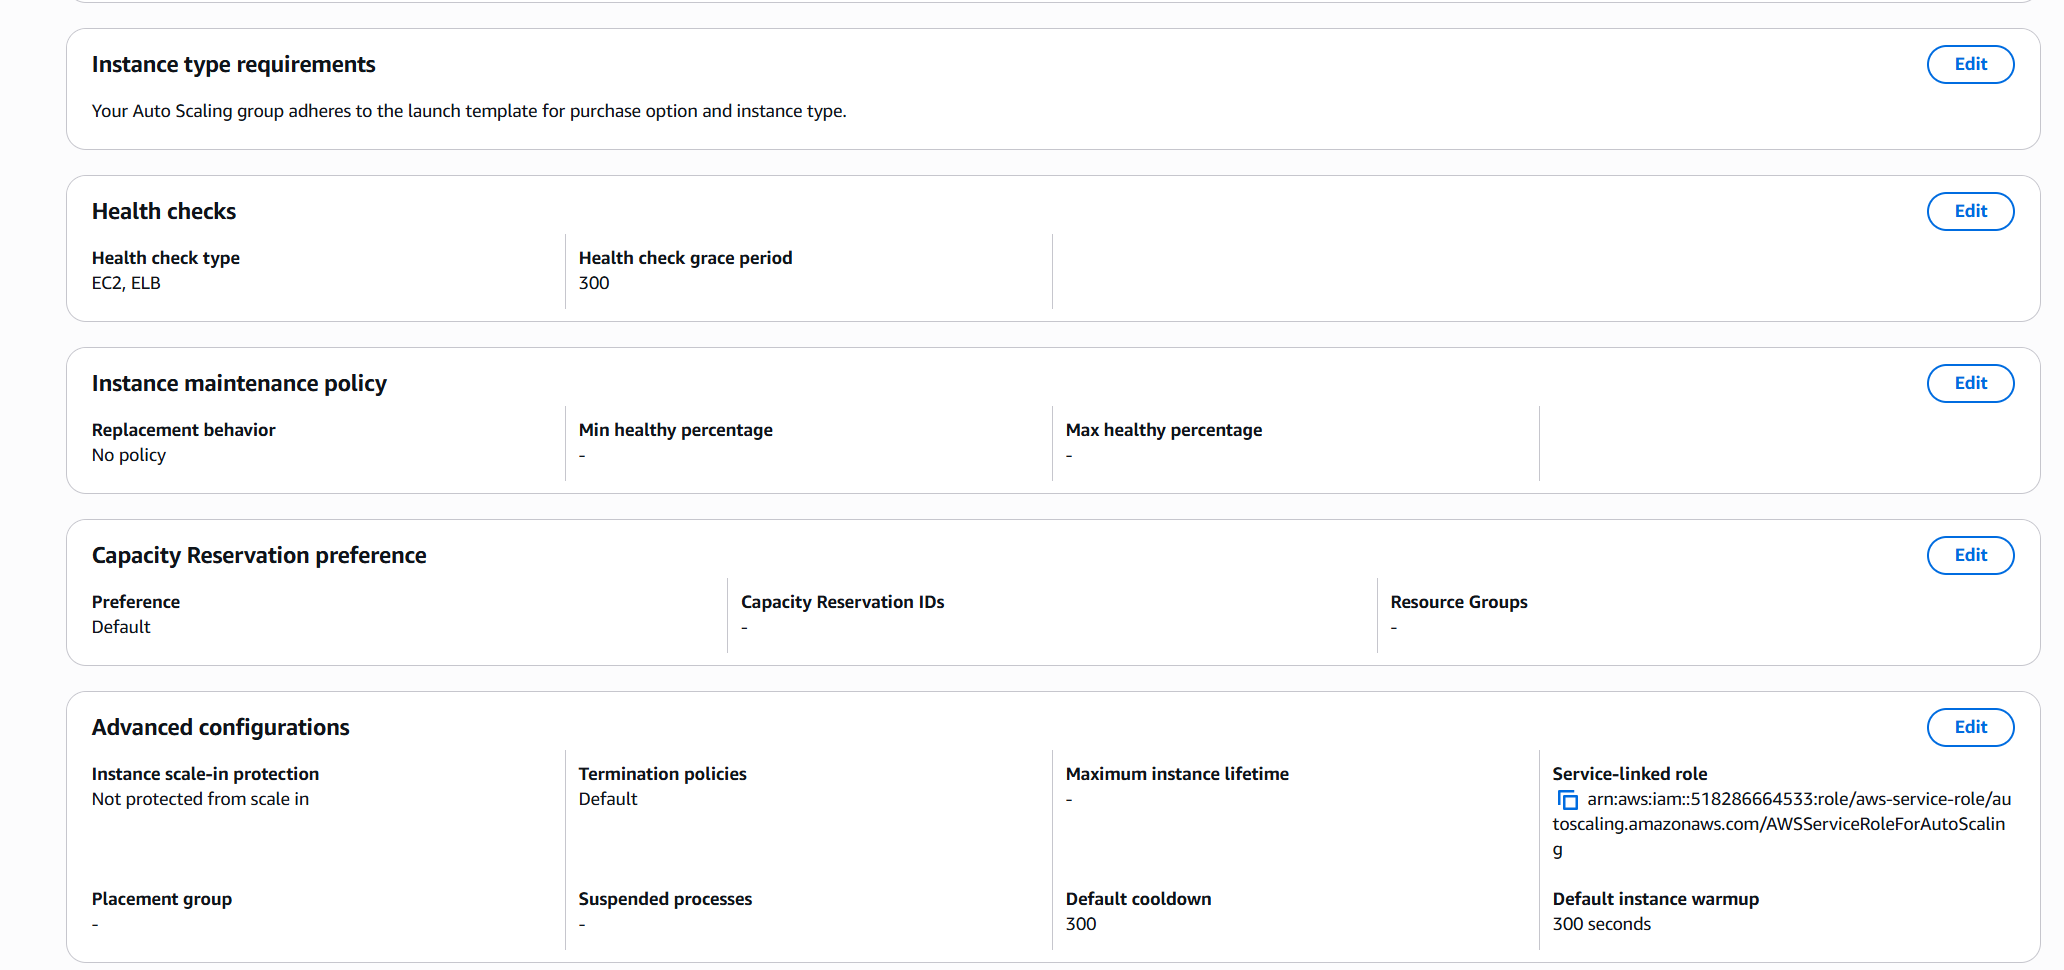 Instance type requirements
Edit
Your Auto Scaling group adheres to the launch template for purchase option and instance type.
Health checks
Edit
Health check type
EC2, ELB
Health check grace period
300
Instance maintenance policy
Edit
Replacement behavior
No policy
Min healthy percentage
-
Max healthy percentage
-
Capacity Reservation preference
Edit
Preference
Default
Capacity Reservation IDs
-
Resource Groups
-
Advanced configurations
Edit
Instance scale-in protection
Not protected from scale in
Termination policies
Default
Maximum instance lifetime
-
Service-linked role
arn:aws:iam::518286664533:role/aws-service-role/au
toscaling.amazonaws.com/AWSServiceRoleForAutoScalin
g
Placement group
-
Suspended processes
-
Default cooldown
300
Default instance warmup
300 seconds